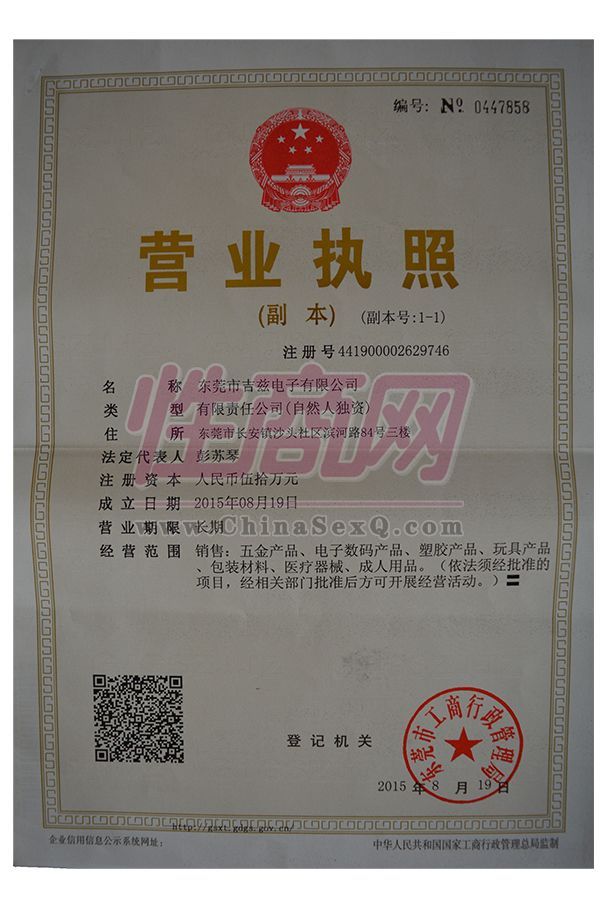 编号: No 0447858
营业执照
(副 本) (副本号:1-1)
注册号441900002629746
名 称 东莞市吉兹电子有限公司
类 型 有限责任公司(自然人独资)
住 所 东莞市长安镇沙头社区滨河路84号三楼
法定代表人 彭苏琴
注册资本 人民币伍拾万元
成立日期 2015年08月19日
营业期限 长期
经营范围 销售：五金产品、电子数码产品、塑胶产品、玩具产品
、包装材料、医疗器械、成人用品。（依法须经批准的
项目，经相关部门批准后方可开展经营活动。）
性商网
www.ChinaSexQ.com
登记机关
东莞市工商行政管理局
2015年 8 月 19日
http://gsxt.gdgs.gov.cn/
企业信用信息公示系统网址：
中华人民共和国国家工商行政管理总局监制